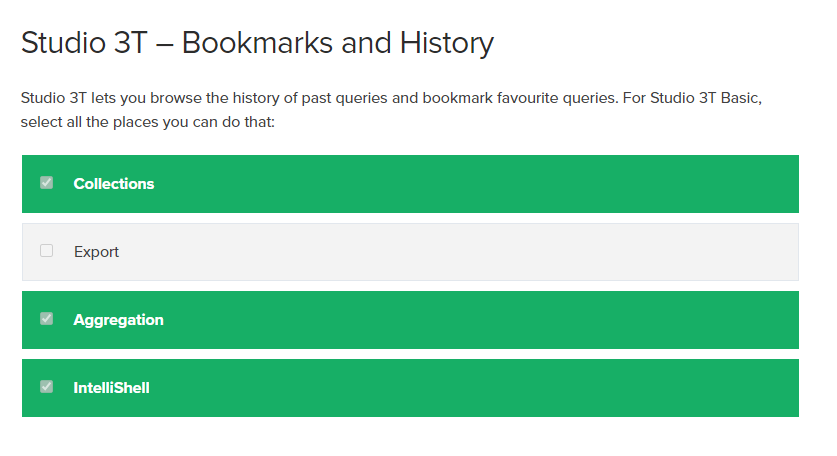 Studio 3T – Bookmarks and History
Studio 3T lets you browse the history of past queries and bookmark favourite queries. For Studio 3T Basic,
select all the places you can do that:
Collections
Export
Aggregation
IntelliShell